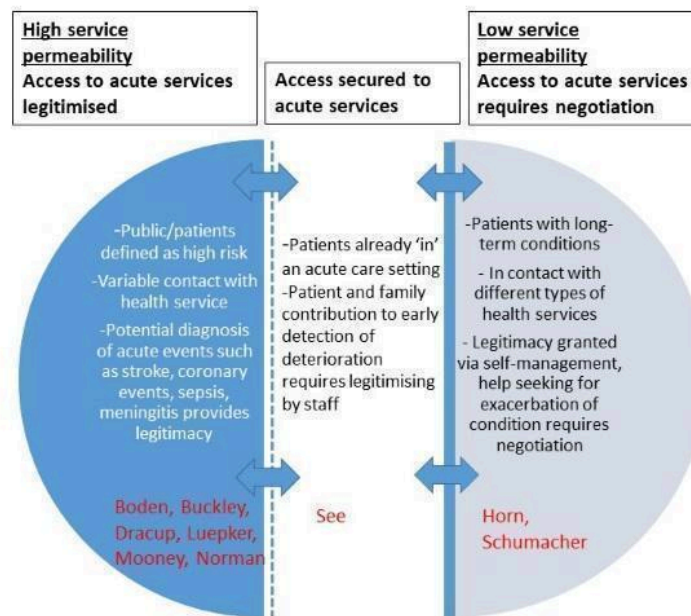 High service
permeability
Access to acute services
legitimised
Access secured to
acute services
Low service
permeability
Access to acute services
requires negotiation
-Public/patients
defined as high risk
-Variable contact with
health service
-Potential diagnosis
of acute events such
as stroke, coronary
events, sepsis,
meningitis provides
legitimacy
Boden, Buckley,
Dracup, Luepker,
Mooney, Norman
-Patients already ‘in’
an acute care setting
-Patient and family
contribution to early
detection of
deterioration
requires legitimising
by staff
See
-Patients with long-
term conditions
- In contact with
different types of
health services
- Legitimacy granted
via self-management,
help seeking for
exacerbation of
condition requires
negotiation
Horn,
Schumacher